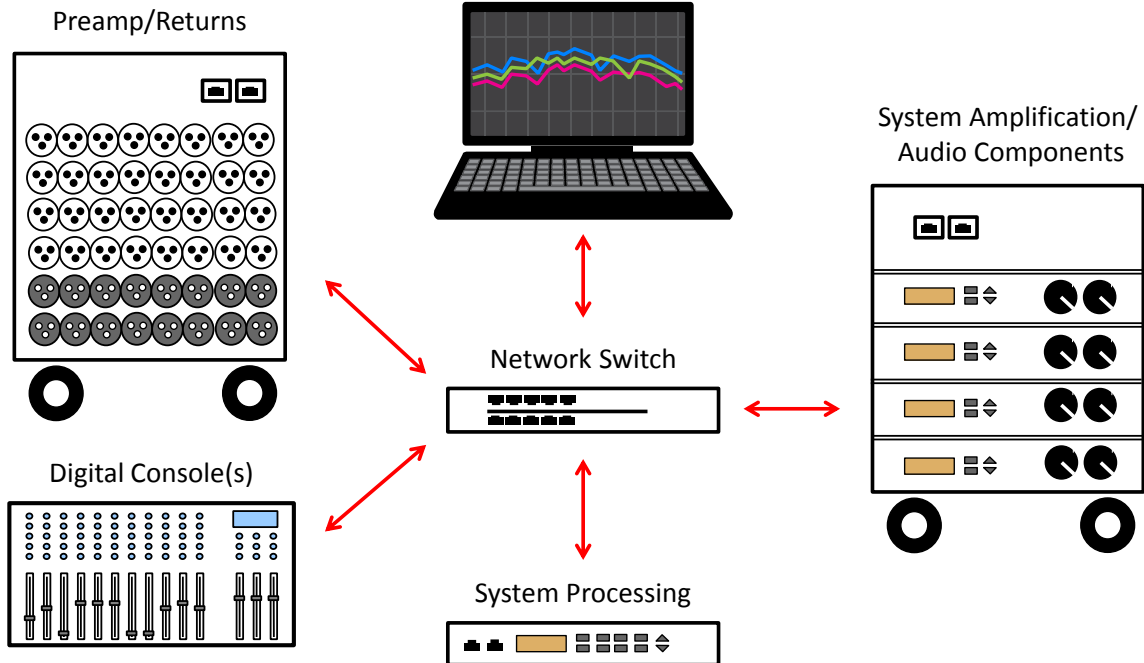 Preamp/Returns
System Amplification/
Audio Components
Network Switch
Digital Console(s)
System Processing